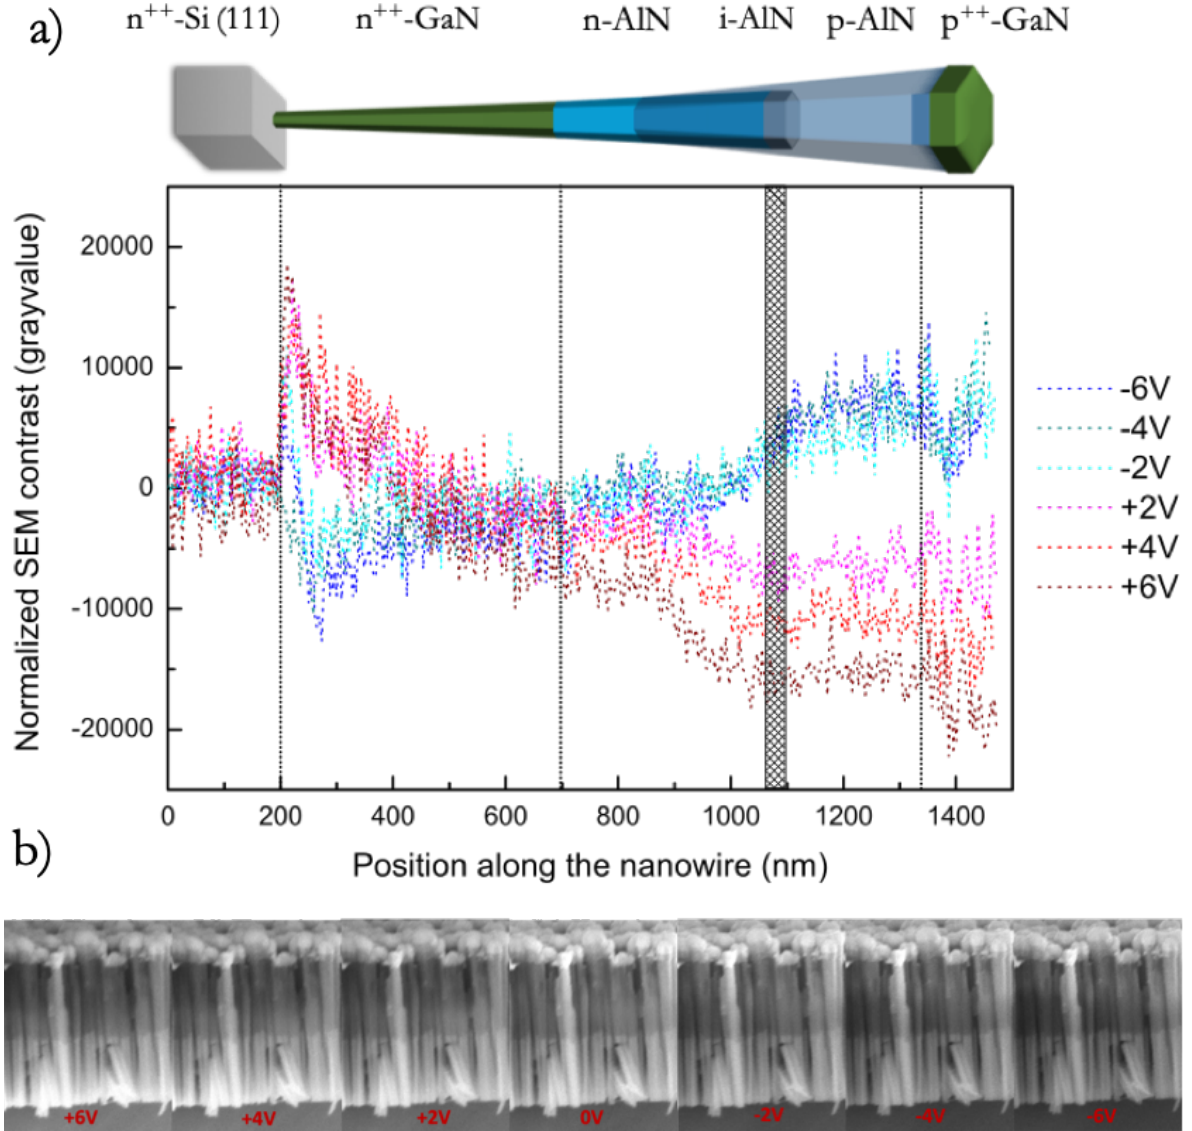 a)
n++-Si (111) n++-GaN n-AlN i-AlN p-AlN p++-GaN
Normalized SEM contrast (grayvalue)
20000
10000
0
-10000
-20000
0 200 400 600 800 1000 1200 1400
Position along the nanowire (nm)
-6V
-4V
-2V
+2V
+4V
+6V
b)
+6V +4V +2V 0V -2V -4V -6V